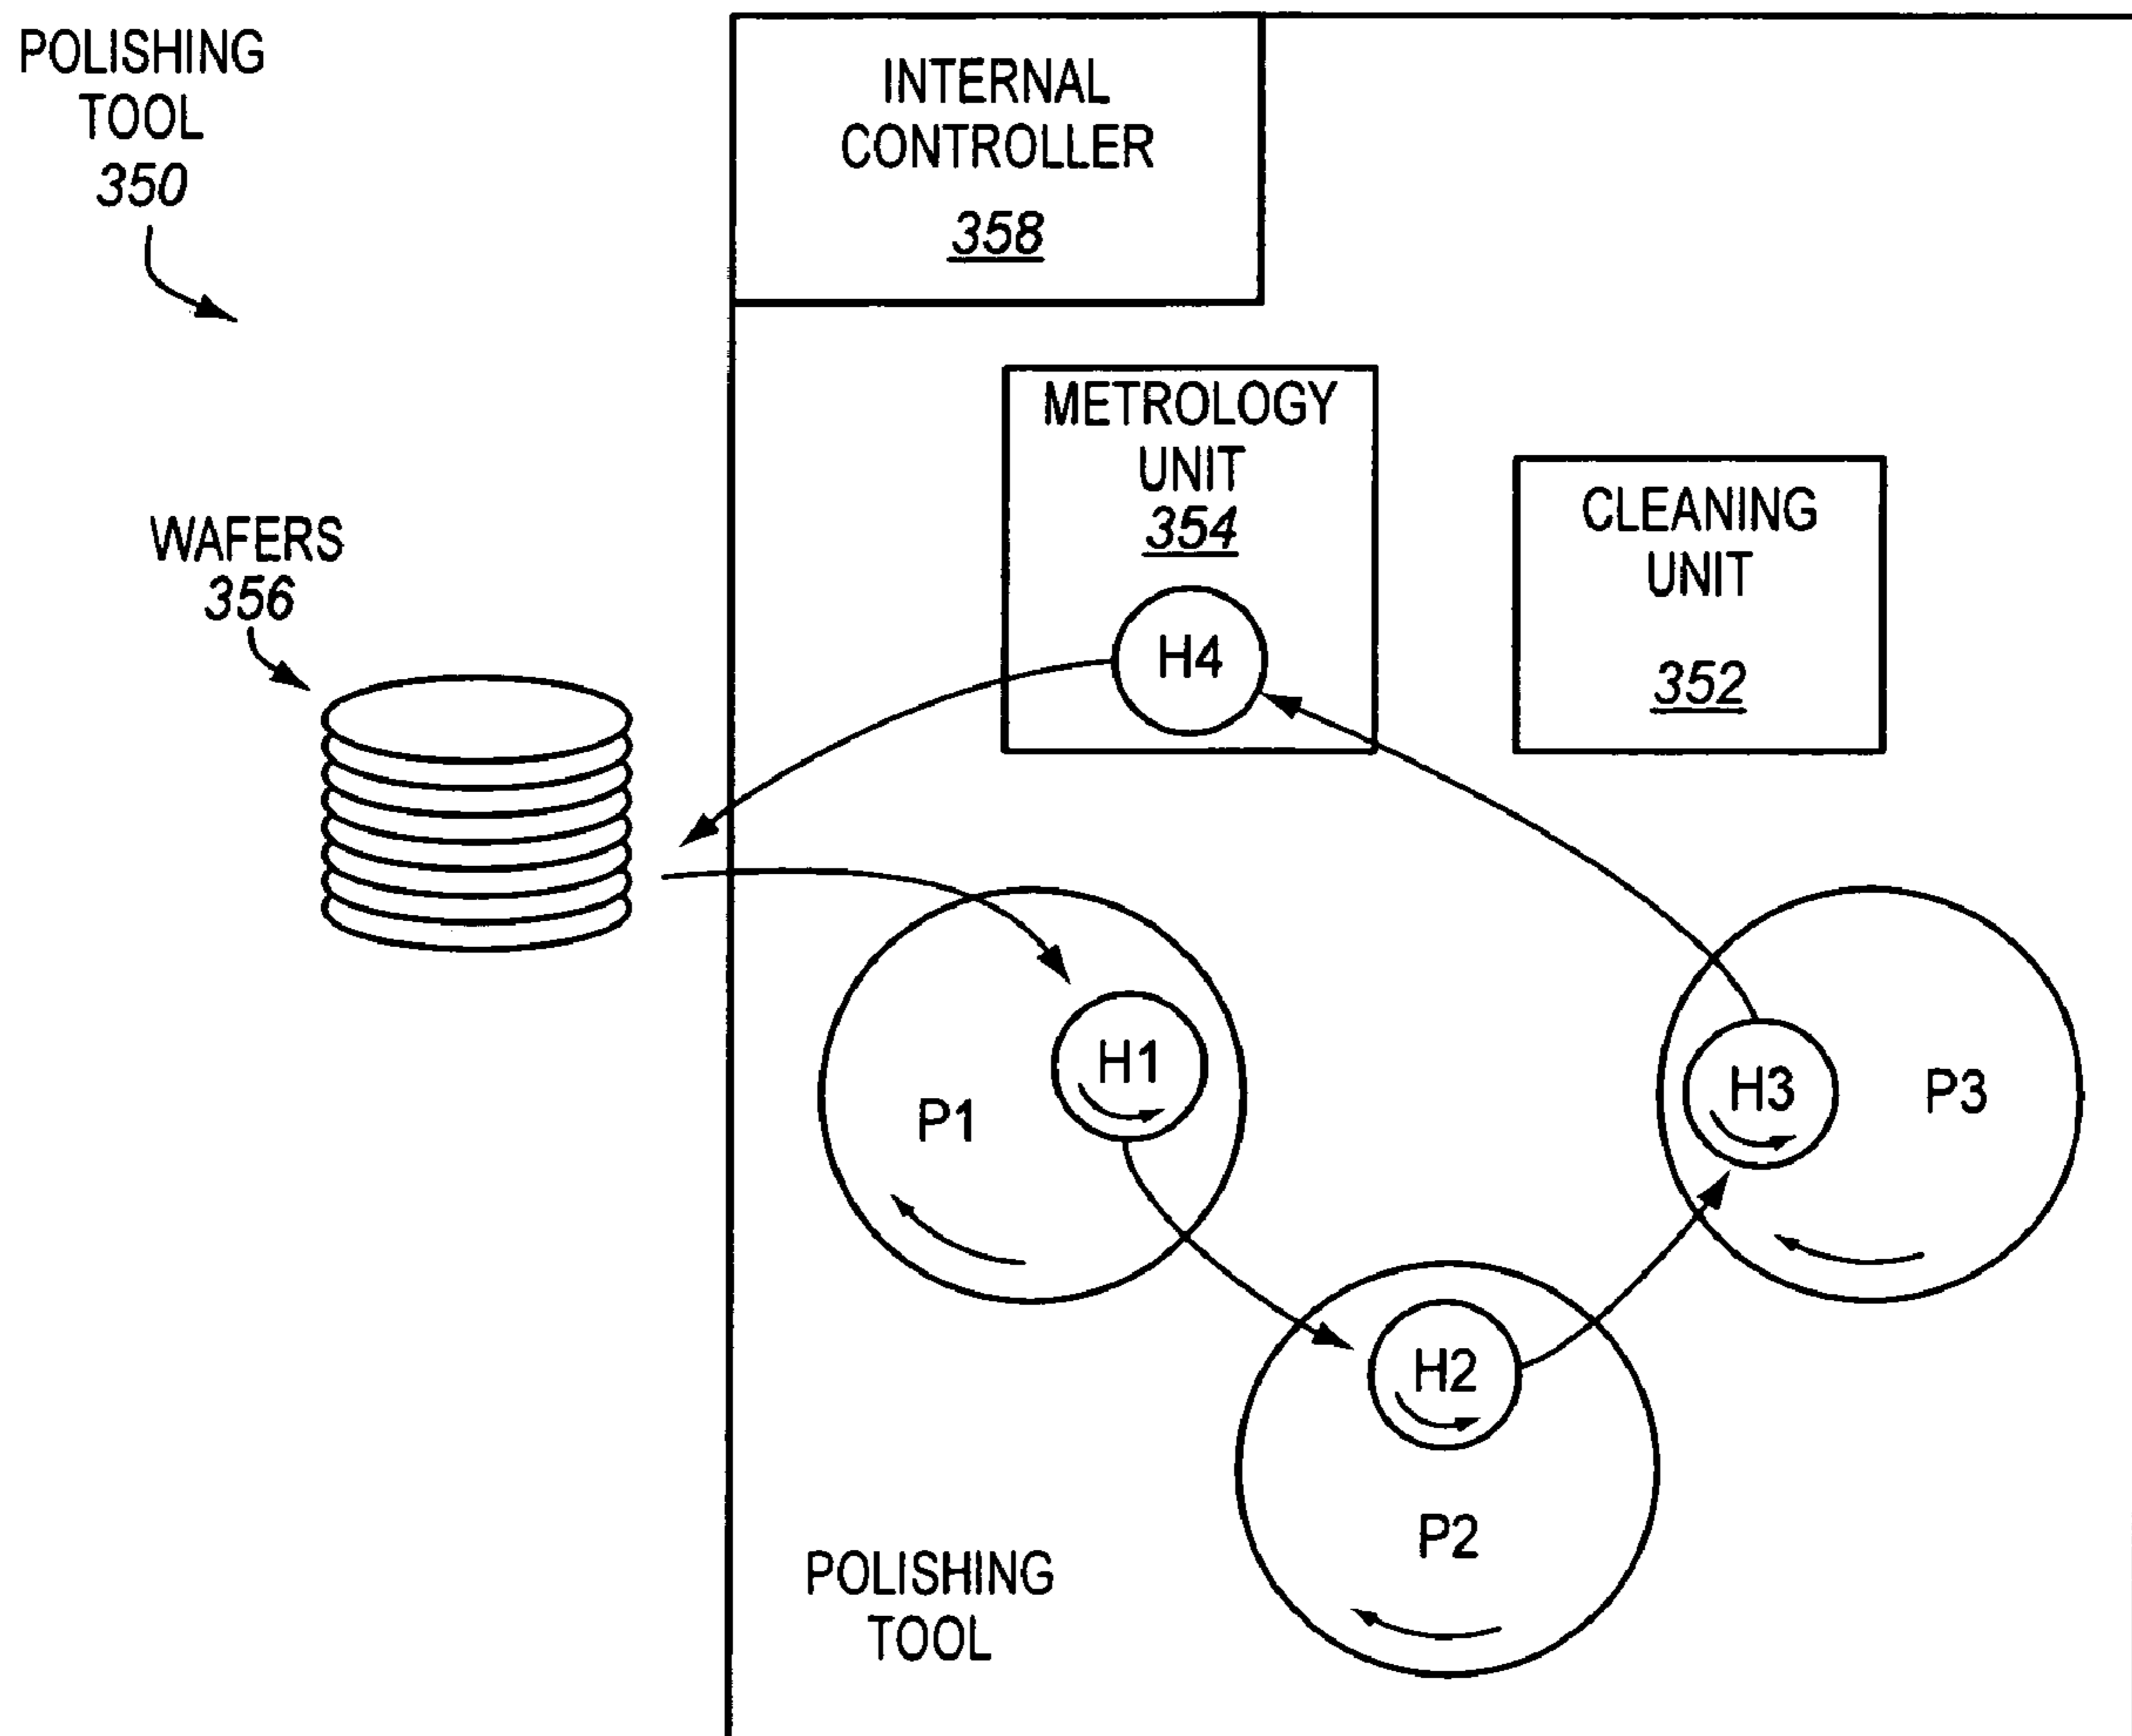 POLISHING
TOOL
350
INTERNAL
CONTROLLER
358
METROLOGY
UNIT
354
H4
CLEANING
UNIT
352
WAFERS
356
H1
P1
H3
P3
H2
P2
POLISHING
TOOL